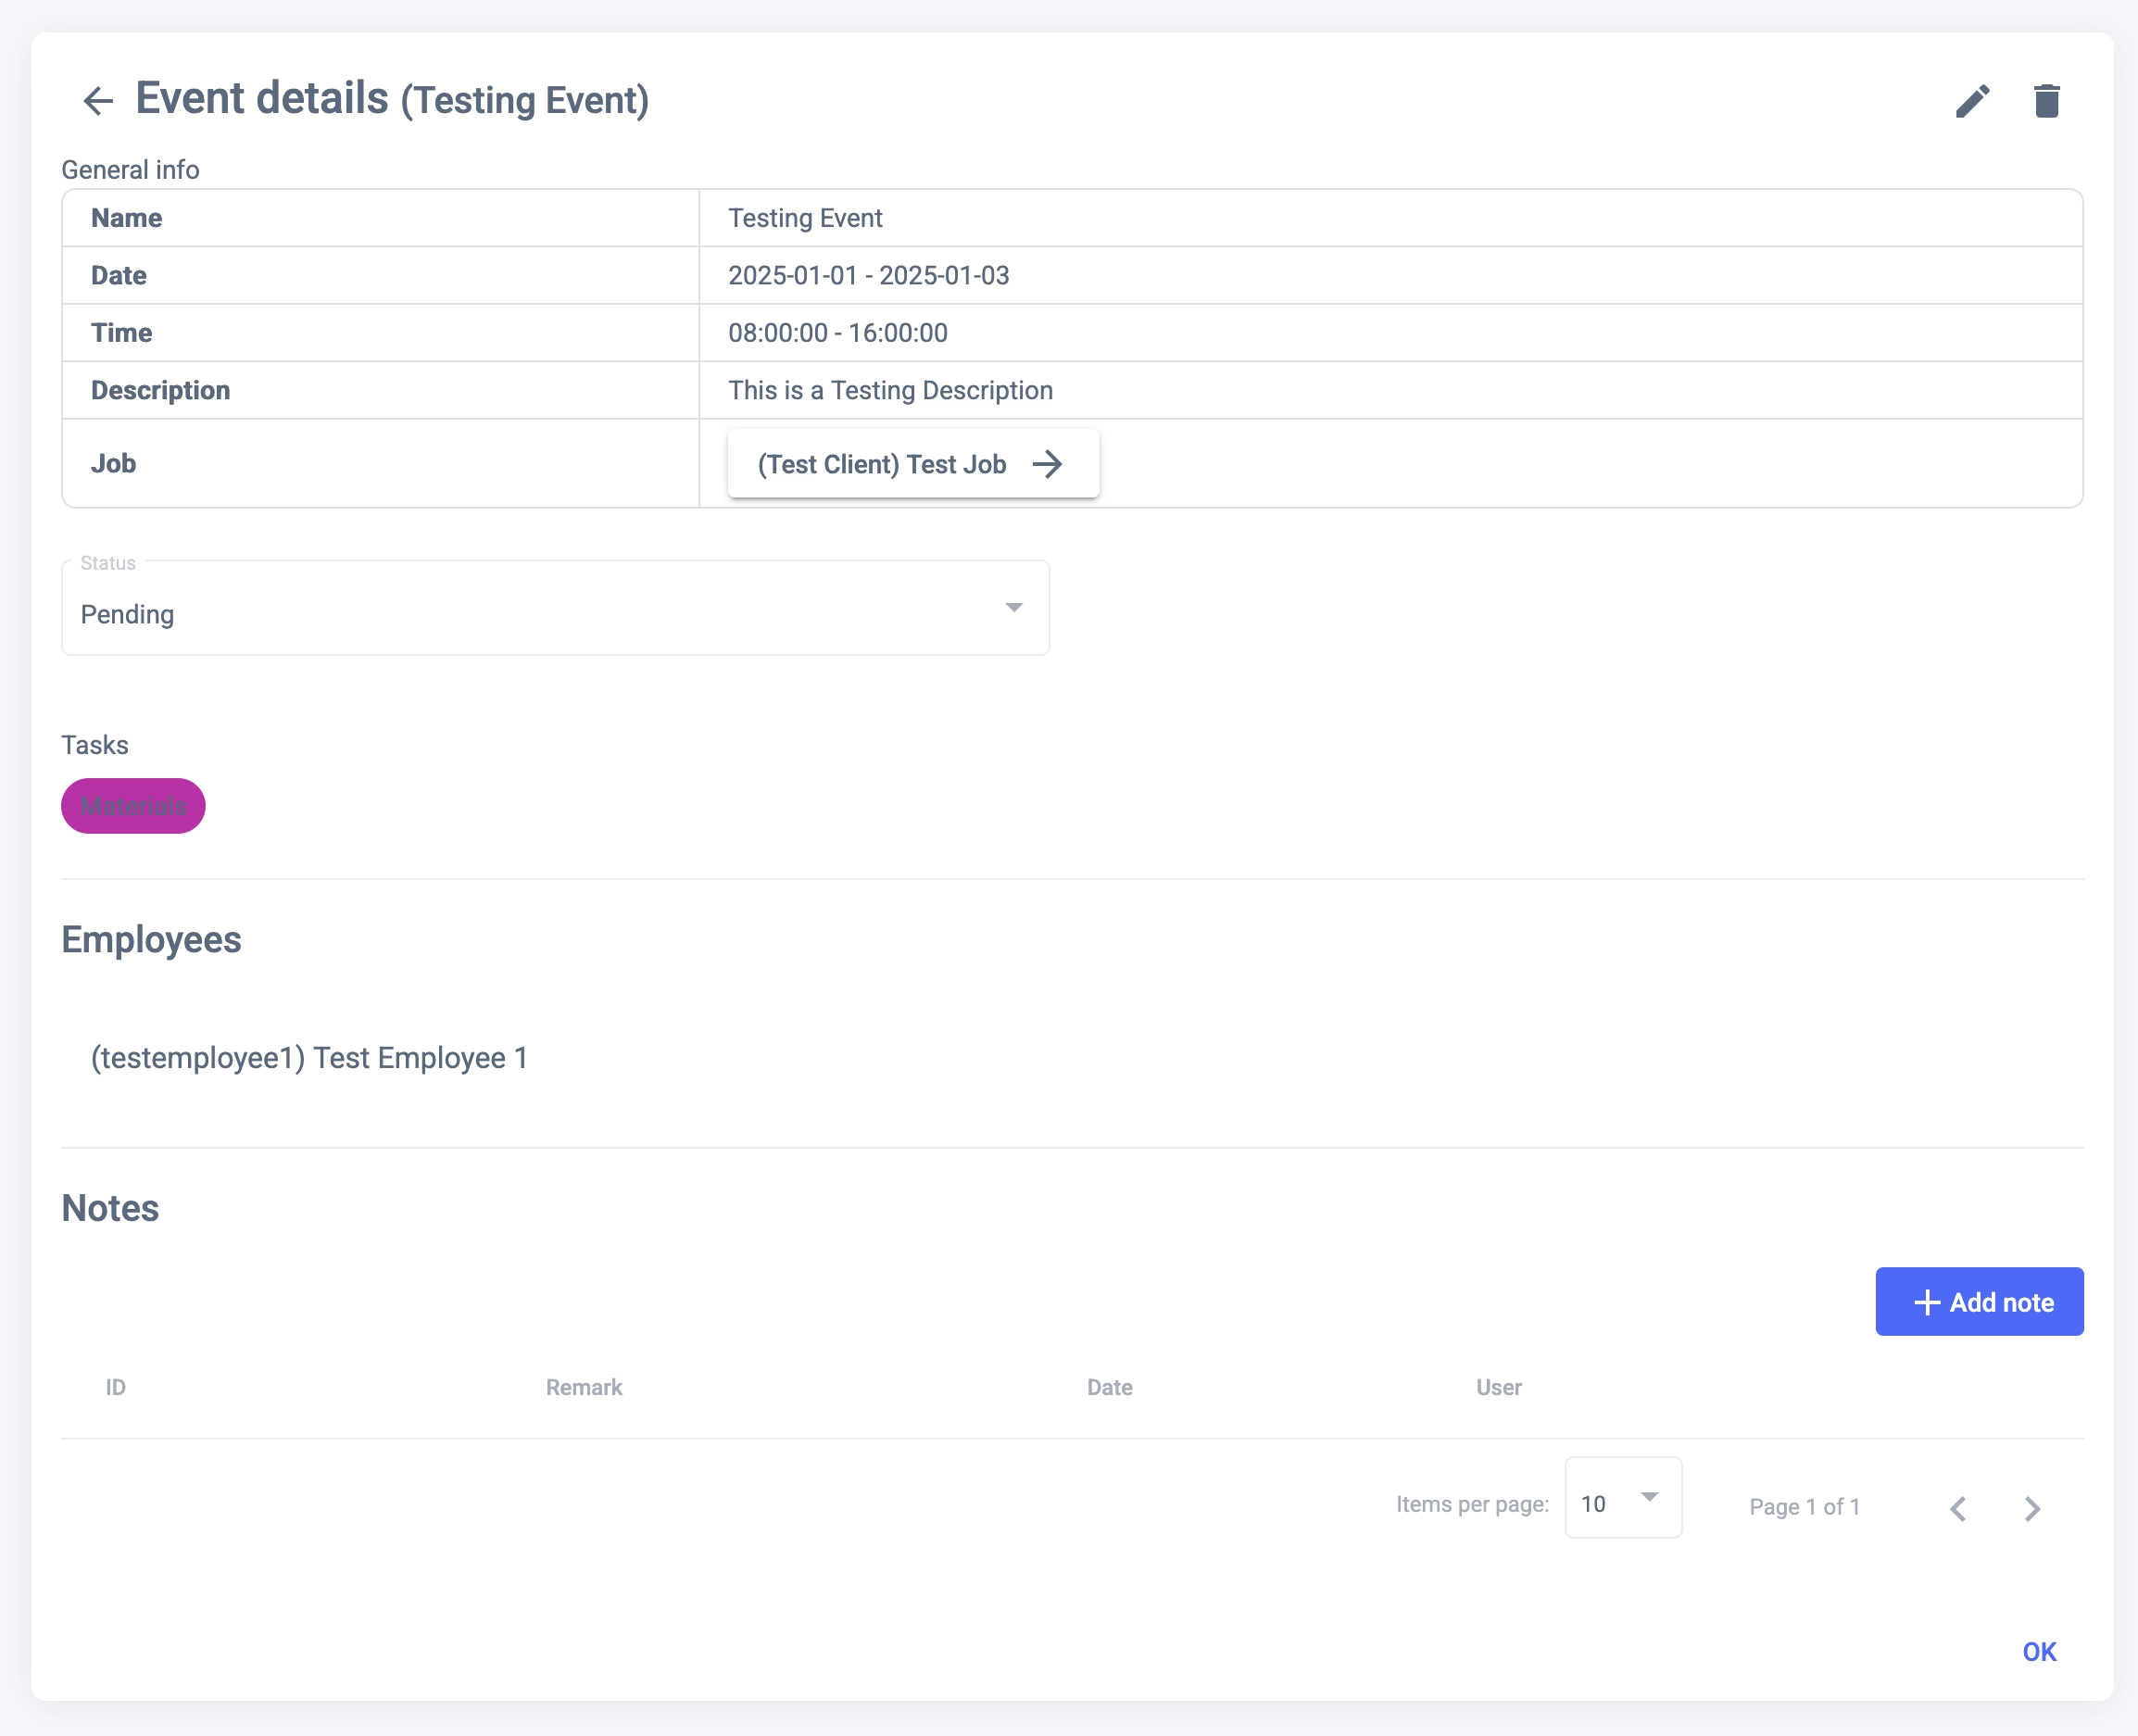 Event details (Testing Event)
General info
Name Testing Event
Date 2025-01-01 - 2025-01-03
Time 08:00:00 - 16:00:00
Description This is a Testing Description
Job (Test Client) Test Job
Status
Pending
Tasks
Materials
Employees
(testemployee1) Test Employee 1
Notes
Add note
ID Remark Date User
Items per page: 10 Page 1 of 1
OK